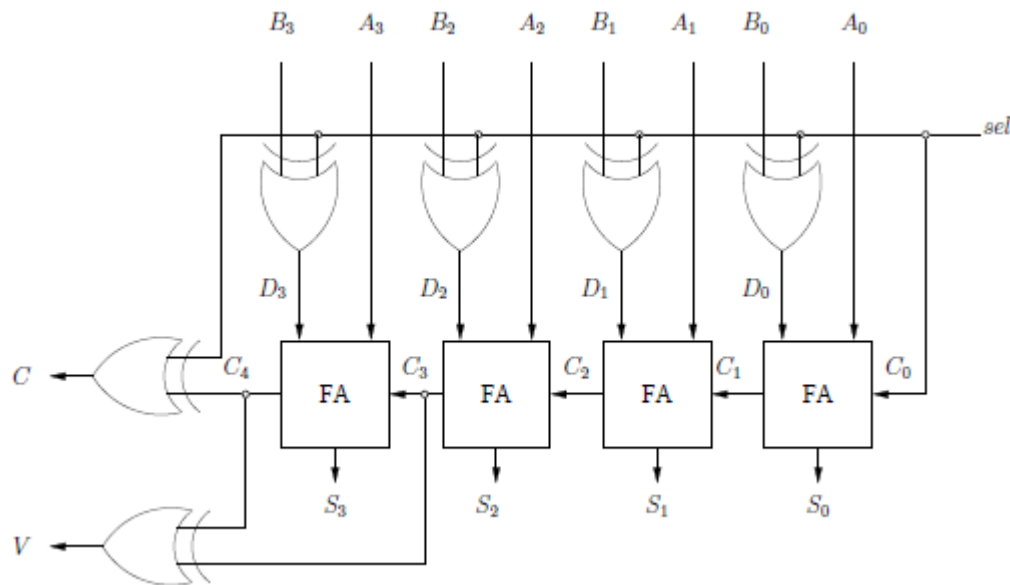 B₃ A₃ B₂ A₂ B₁ A₁ B₀ A₀
sel
D₃ D₂ D₁ D₀
C C₄ C₃ C₂ C₁ C₀
FA FA FA FA
S₃ S₂ S₁ S₀
V